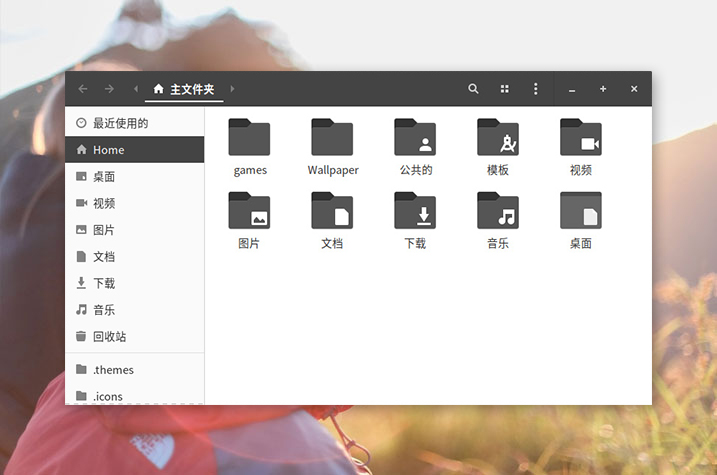 主文件夹
最近使用的
Home
桌面
视频
图片
文档
下载
音乐
回收站
.themes
.icons
games
Wallpaper
公共的
模板
视频
图片
文档
下载
音乐
桌面